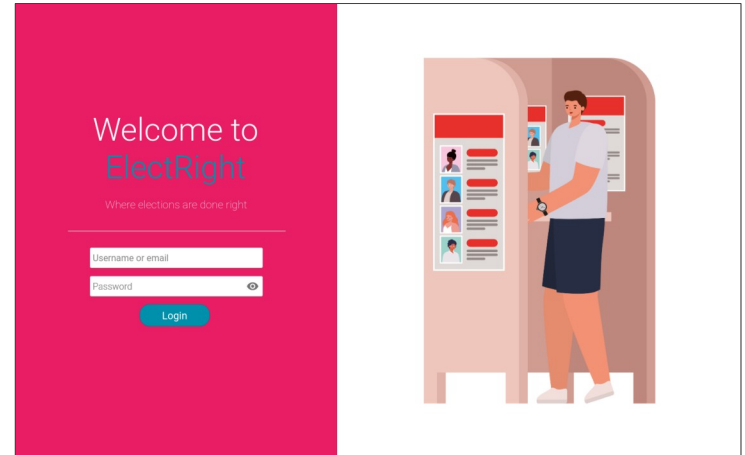 Welcome to
ElectRight
Where elections are done right
Username or email
Password
Login